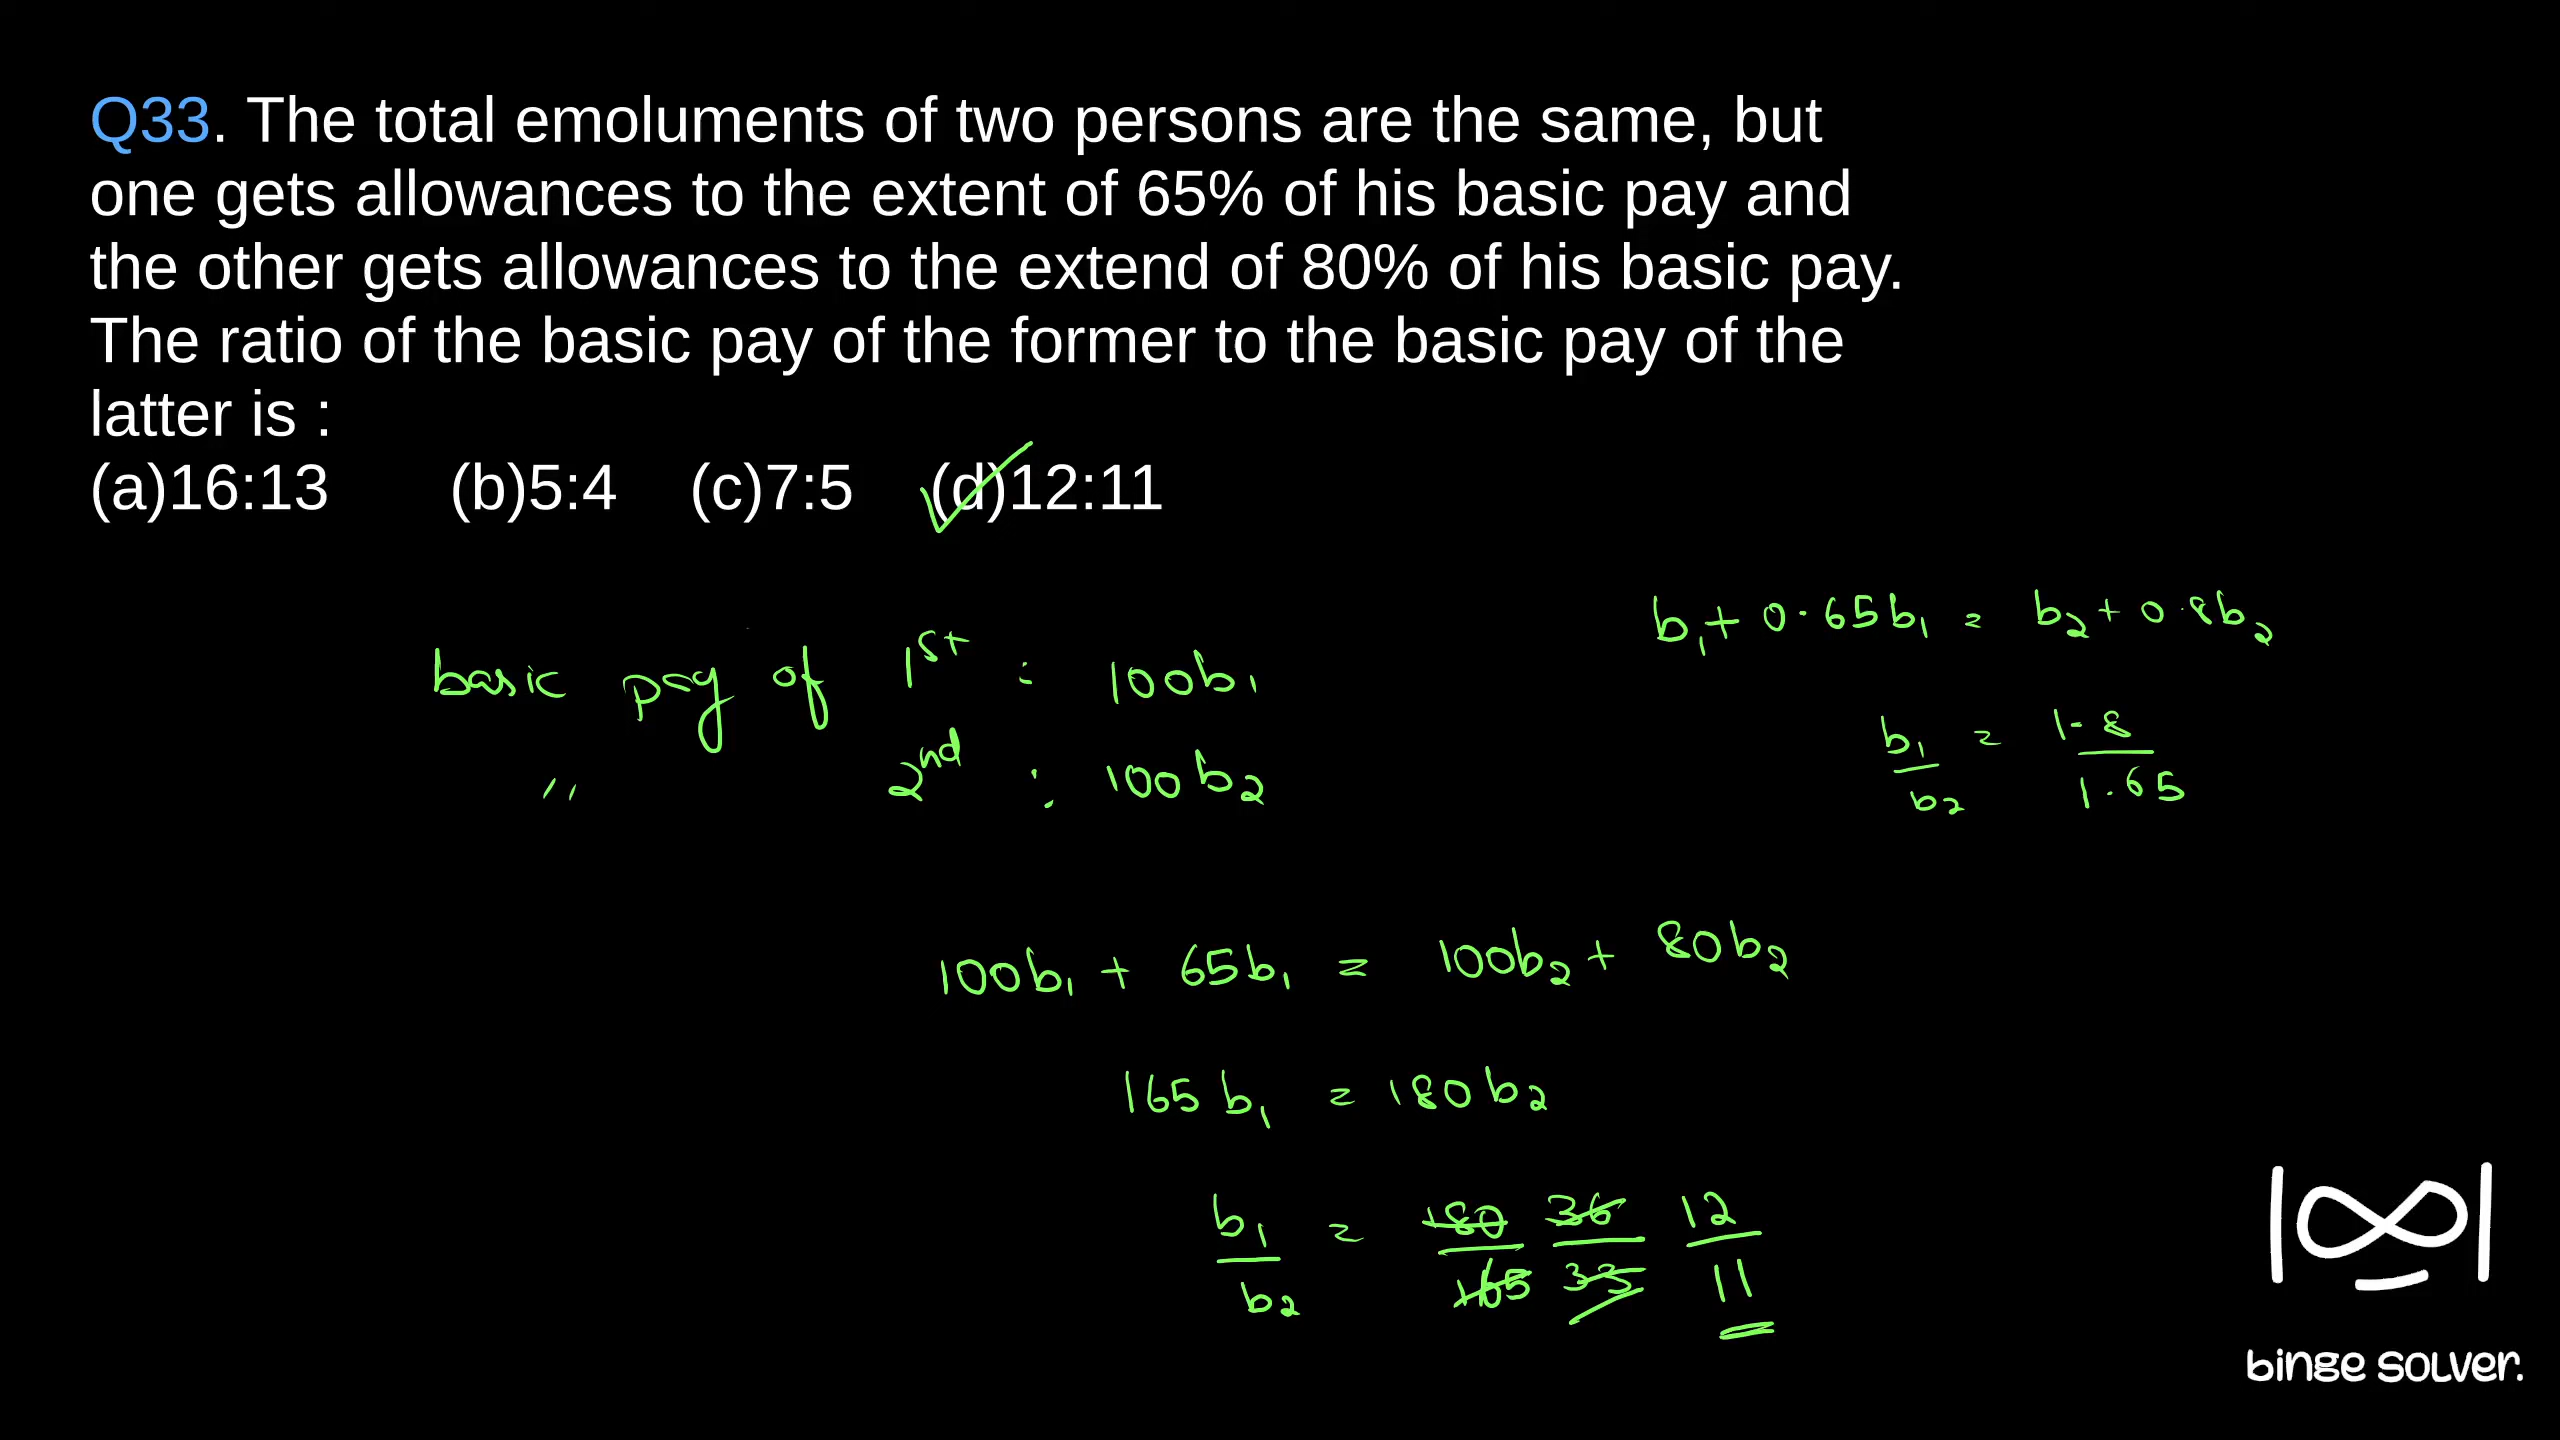 Q33. The total emoluments of two persons are the same, but
one gets allowances to the extent of 65% of his basic pay and
the other gets allowances to the extend of 80% of his basic pay.
The ratio of the basic pay of the former to the basic pay of the
latter is :
(a)16:13 (b)5:4 (c)7:5 (d)12:11
b₁ + 0.65b₁ = b₂ + 0.8b₂
basic pay of 1st : 100b₁
b₁/b₂ = 1.8/1.65
" 2nd : 100b₂
100b₁ + 65b₁ = 100b₂ + 80b₂
165b₁ = 180b₂
b₁/b₂ = 180/165 36/33 12/11
binge solver.